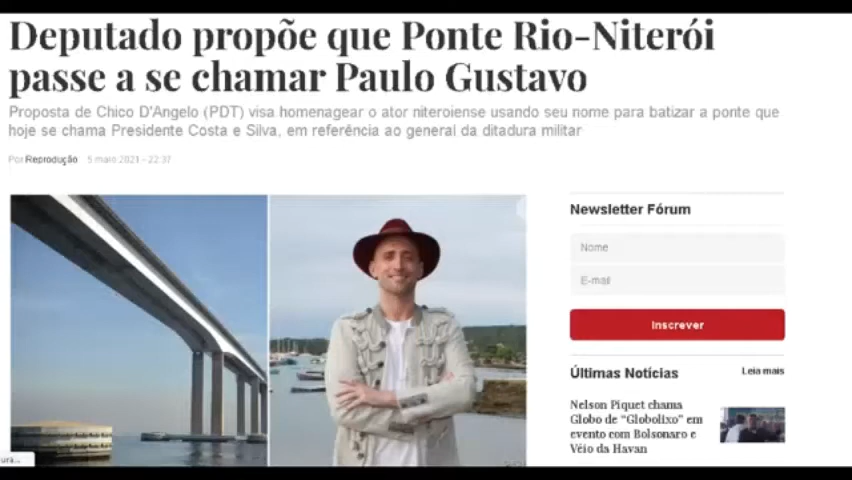 Deputado propõe que Ponte Rio-Niterói
passe a se chamar Paulo Gustavo
Proposta de Chico D'Angelo (PDT) visa homenagear o ator niteroiense usando seu nome para batizar a ponte que
hoje se chama Presidente Costa e Silva, em referência ao general da ditadura militar
Por Reprodução 5 maio 2021 - 22:37
Newsletter Fórum
Nome
E-mail
Inscrever
Últimas Notícias Leia mais
Nelson Piquet chama
Globo de “Globolixo” em
evento com Bolsonaro e
Véio da Havan